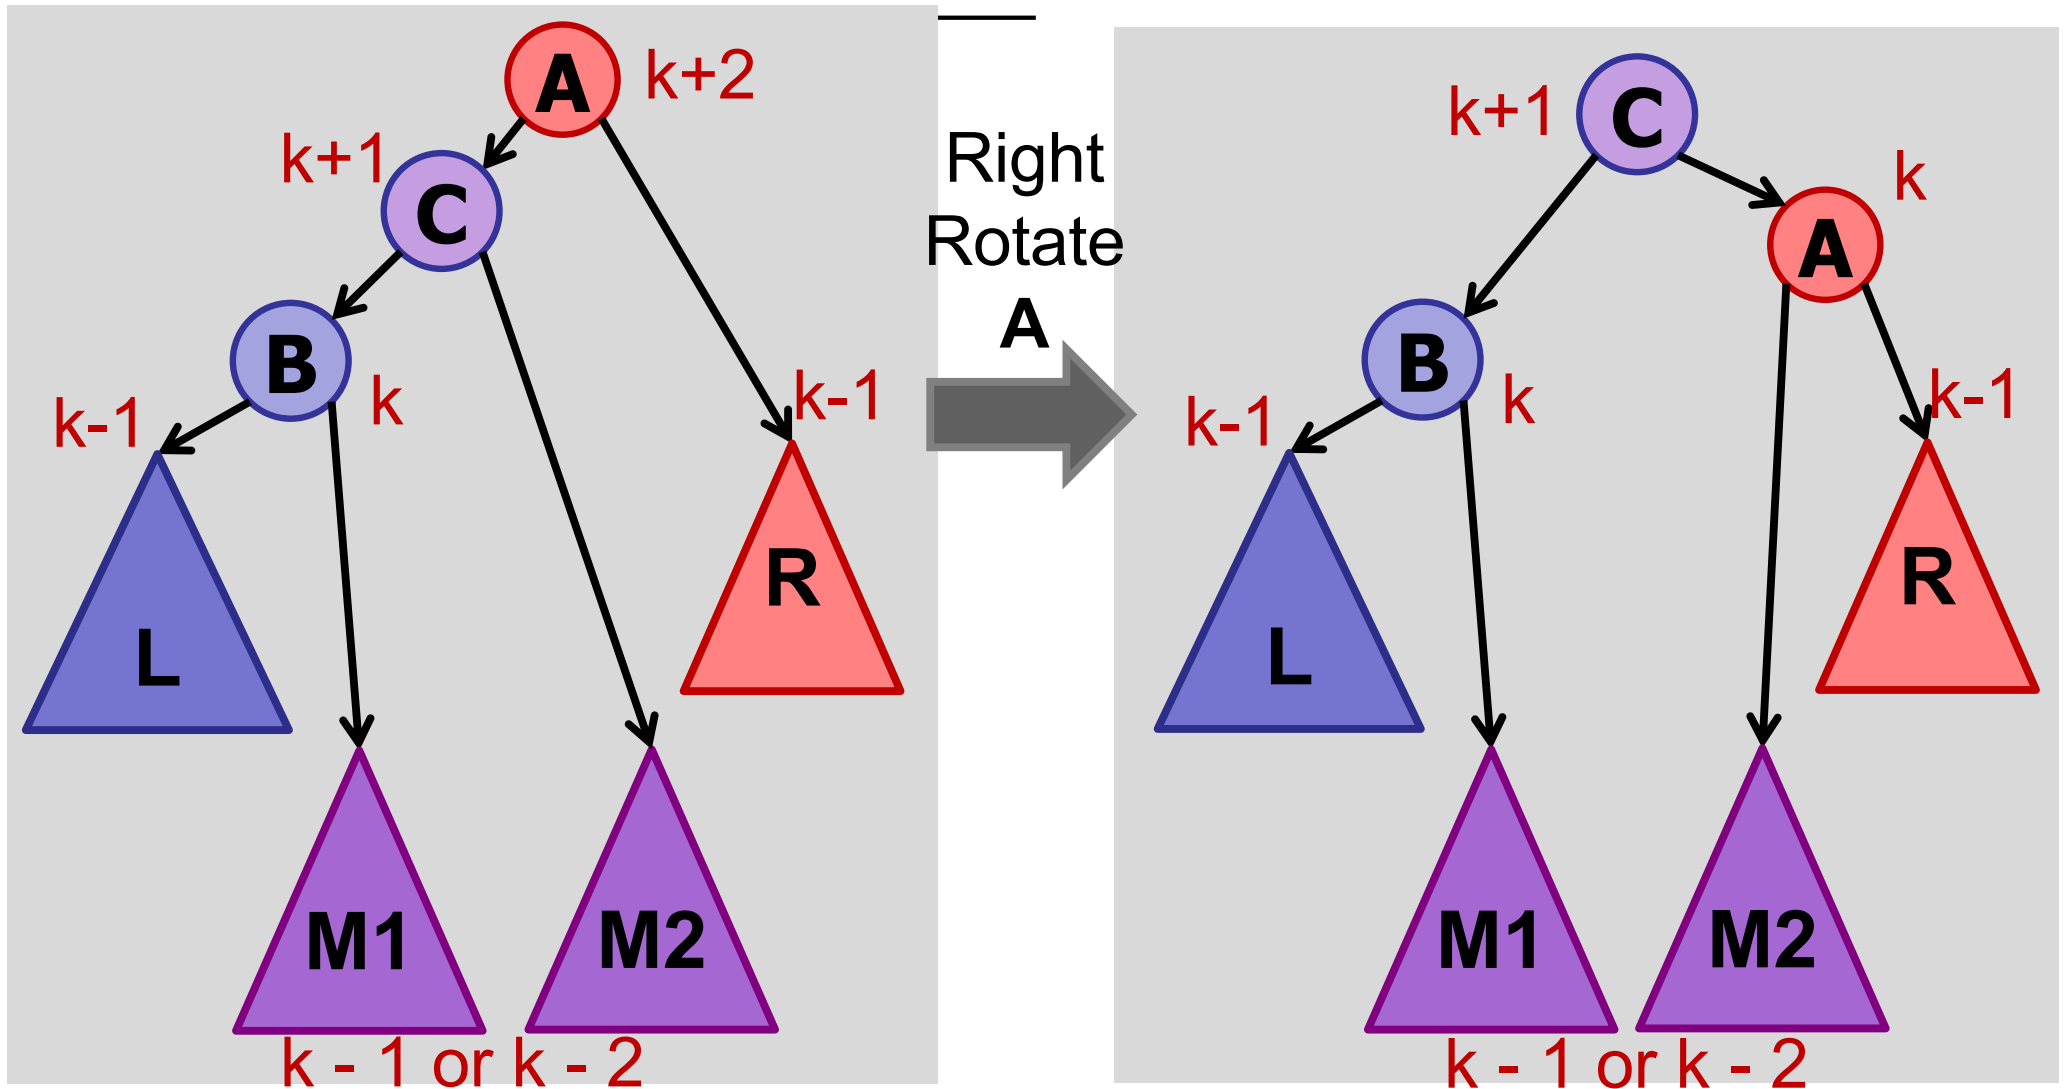 A
k+2
k+1
C
B
k
k-1
k-1
L
R
M1
M2
k - 1 or k - 2
Right
Rotate
A
k+1
C
k
A
B
k
k-1
k-1
L
R
M1
M2
k - 1 or k - 2